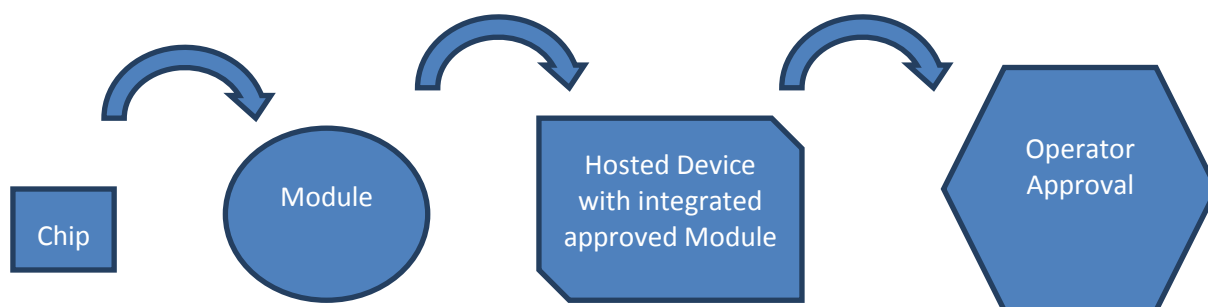 Chip
Module
Hosted Device
with integrated
approved Module
Operator
Approval